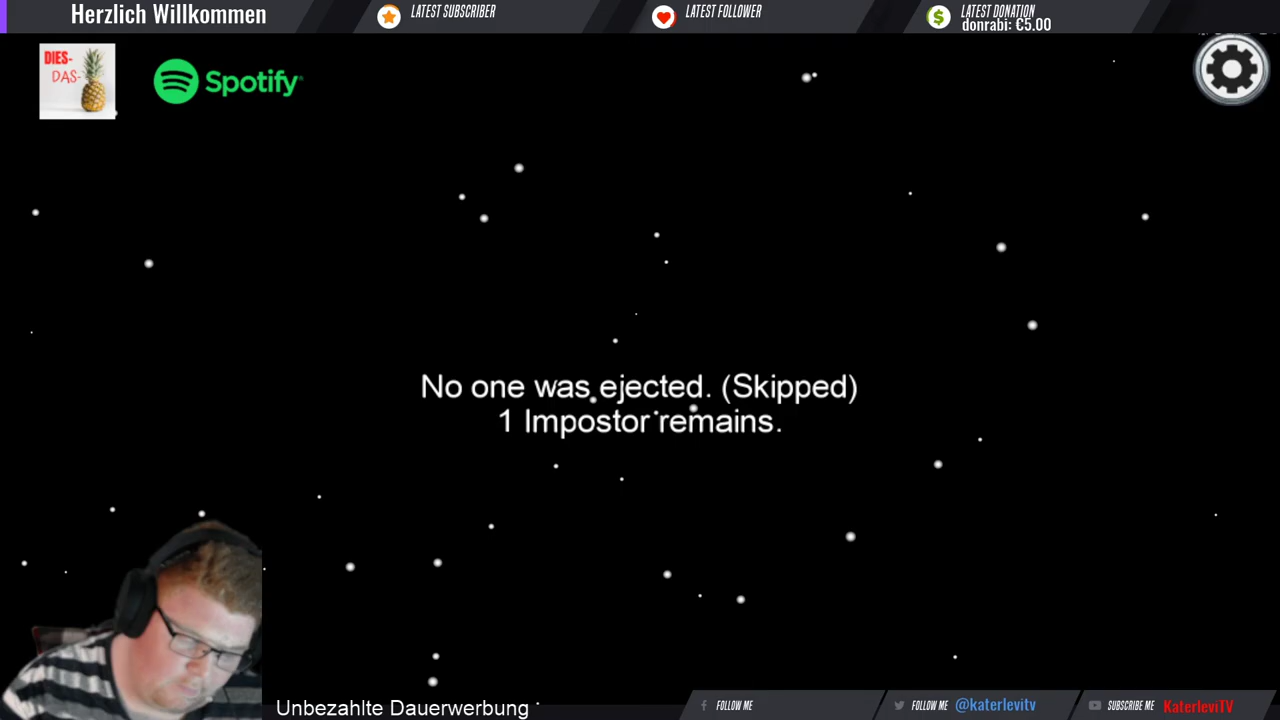 Herzlich Willkommen
LATEST SUBSCRIBER
LATEST FOLLOWER
LATEST DONATION
donrabi: €5.00
DIES-
DAS-
Spotify
No one was ejected. (Skipped)
1 Impostor remains.
Unbezahlte Dauerwerbung
FOLLOW ME
FOLLOW ME @katerlevitv
SUBSCRIBE ME KaterleviTV